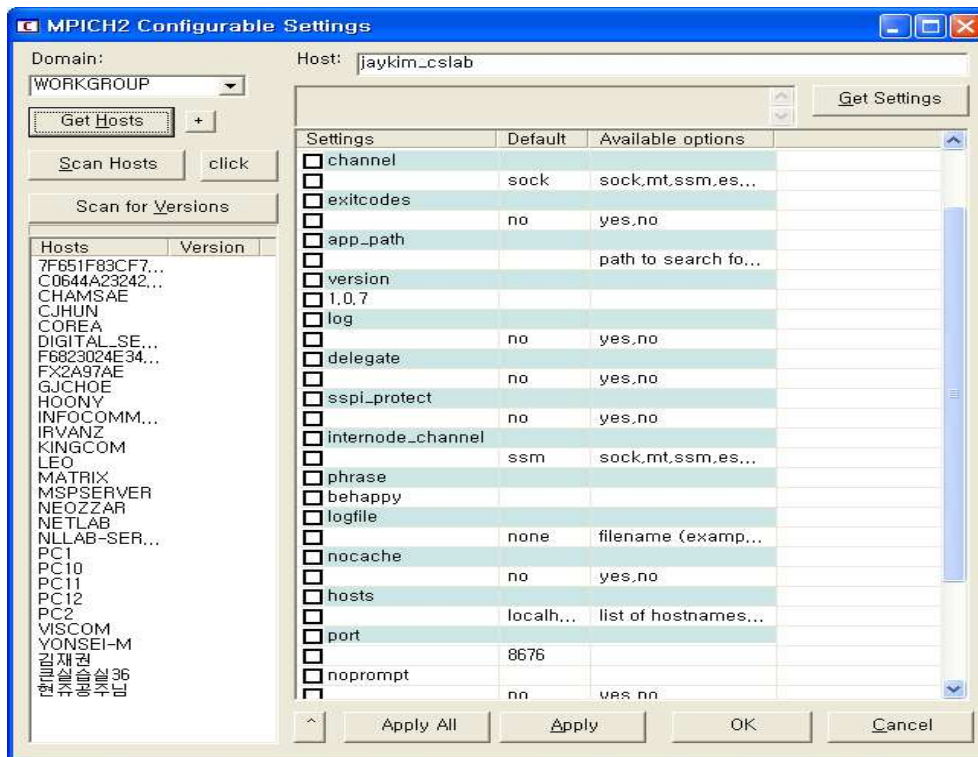 MPICH2 Configurable Settings
Domain:
WORKGROUP
Get Hosts
+
Scan Hosts
click
Scan for Versions
Hosts Version
7F651F83CF7...
C0644A23242...
CHAMSAE
CJHUN
COREA
DIGITAL_SE...
F6823024E34...
FX2A97AE
GJCHOE
HOONY
INFOCOMM...
IRVANZ
KINGCOM
LEO
MATRIX
MSPSERVER
NEOZZAR
NETLAB
NLLAB-SER...
PC1
PC10
PC11
PC12
PC2
VISCOM
YONSEI-M
김재권
큰실습실36
현쥬공주님
Host: jaykim_cslab
Get Settings
Settings Default Available options
channel
sock sock,mt,ssm,es...
exitcodes
no yes,no
app_path
path to search fo...
version
1.0.7
log
no yes,no
delegate
no yes,no
sspi_protect
no yes,no
internode_channel
ssm sock,mt,ssm,es...
phrase
behappy
logfile
none filename (examp...
nocache
no yes,no
hosts
localh... list of hostnames...
port
8676
noprompt
no yes,no
^
Apply All
Apply
OK
Cancel